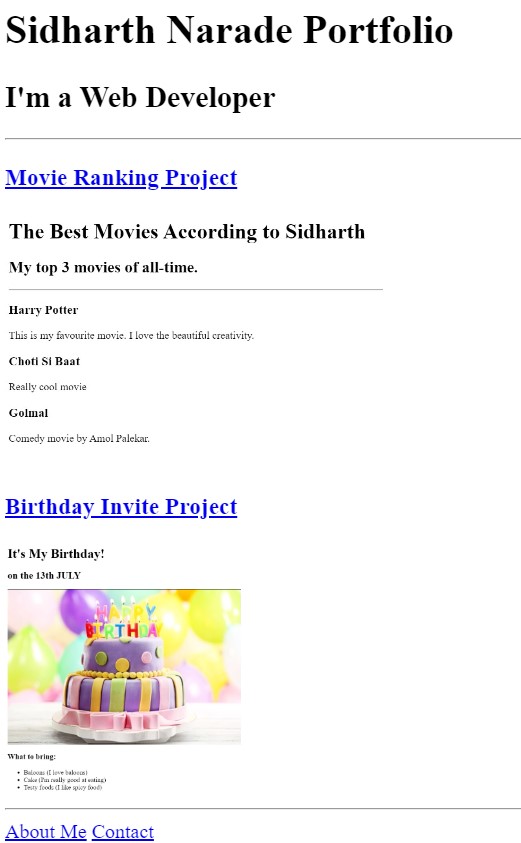 Sidharth Narade Portfolio
I'm a Web Developer
Movie Ranking Project
The Best Movies According to Sidharth
My top 3 movies of all-time.
Harry Potter
This is my favourite movie. I love the beautiful creativity.
Choti Si Baat
Really cool movie
Golmal
Comedy movie by Amol Palekar.
Birthday Invite Project
It's My Birthday!
on the 13th JULY
HAPPY
BIRTHDAY
What to bring:
Baloons (I love baloons)
Cake (I'm really good at eating)
Testy foods (I like spicy food)
About Me Contact